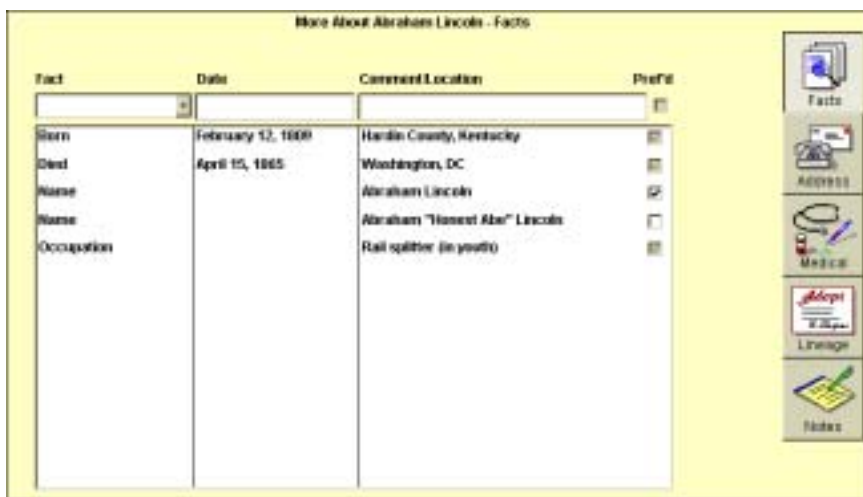 More About Abraham Lincoln - Facts
Fact Date Comment/Location Pref'd
Born February 12, 1809 Hardin County, Kentucky
Died April 15, 1865 Washington, DC
Name Abraham Lincoln
Name Abraham "Honest Abe" Lincoln
Occupation Rail splitter (in youth)
Facts
Address
Medical
Adopt
Lineage
Notes